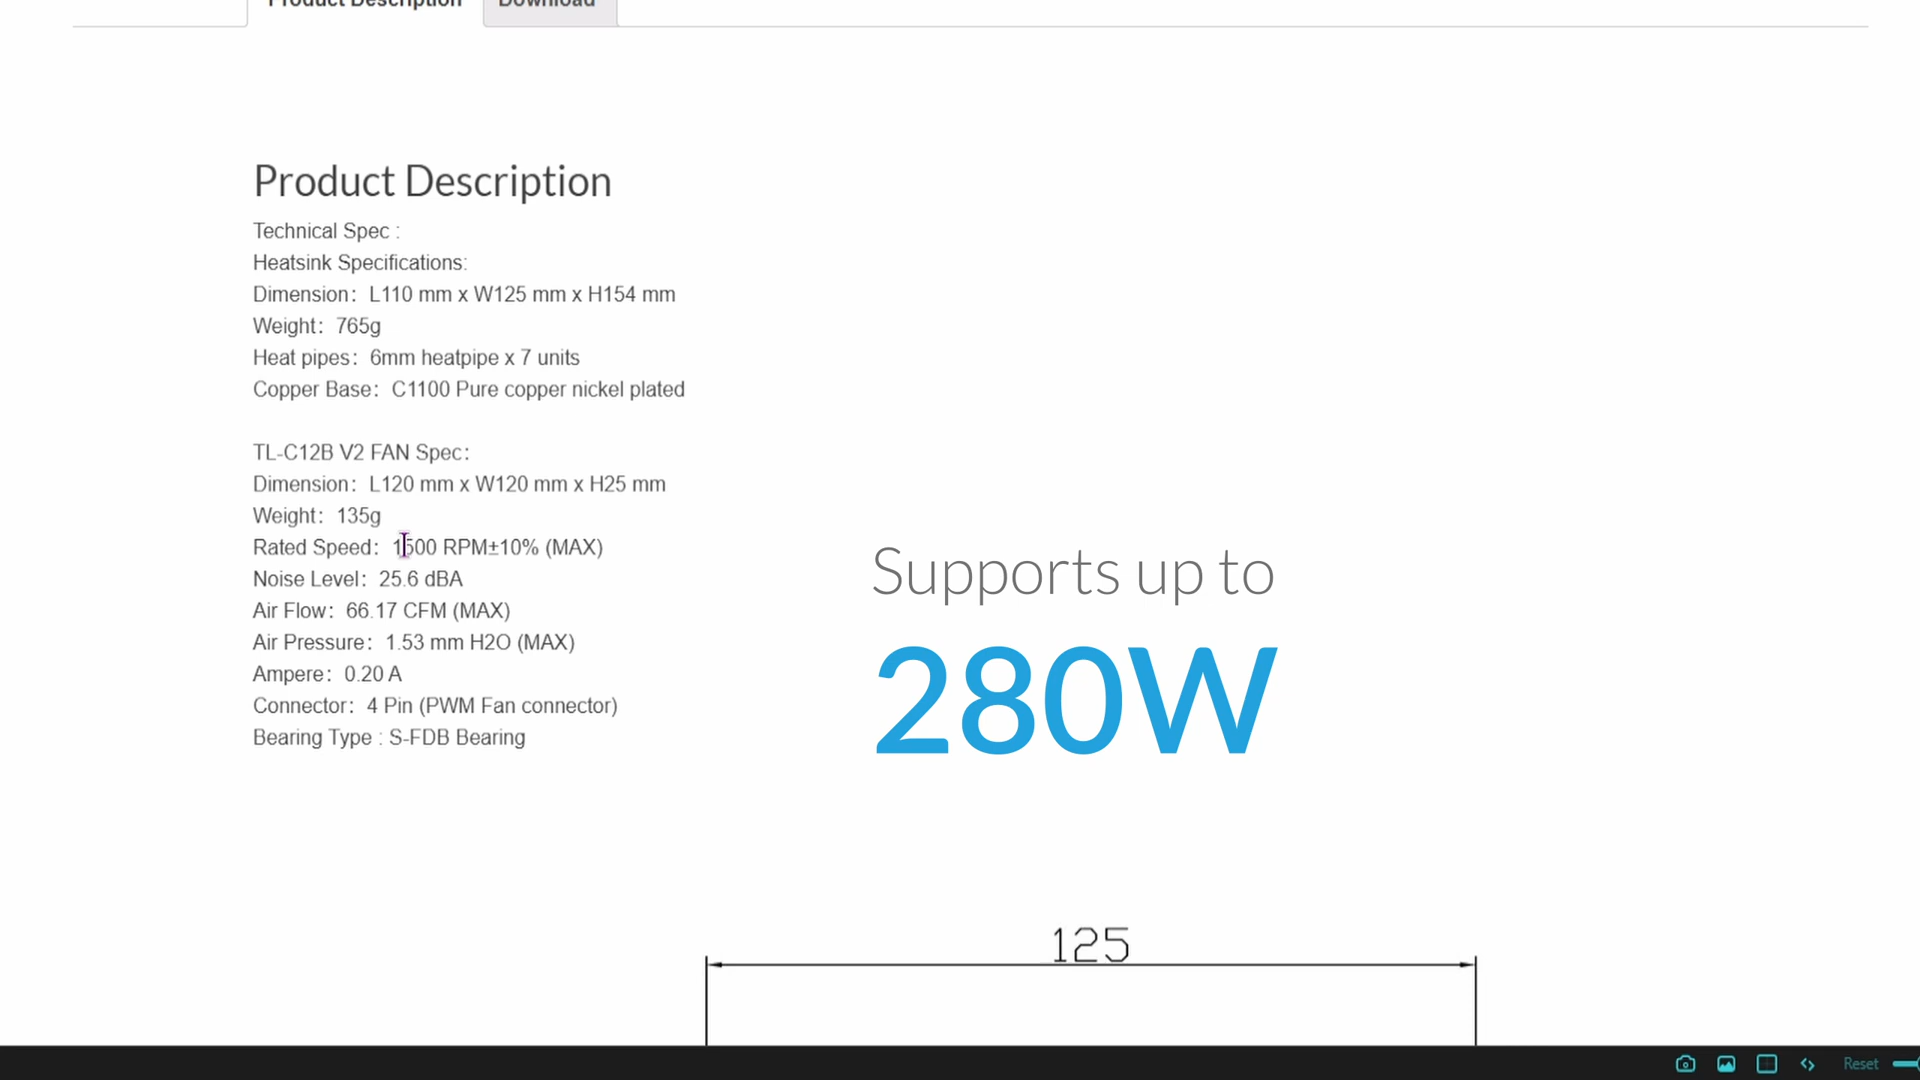 Product Description
Download
Product Description
Technical Spec :
Heatsink Specifications:
Dimension：L110 mm x W125 mm x H154 mm
Weight：765g
Heat pipes：6mm heatpipe x 7 units
Copper Base：C1100 Pure copper nickel plated
TL-C12B V2 FAN Spec：
Dimension：L120 mm x W120 mm x H25 mm
Weight：135g
Rated Speed：1500 RPM±10% (MAX)
Noise Level：25.6 dBA
Air Flow：66.17 CFM (MAX)
Air Pressure：1.53 mm H2O (MAX)
Ampere：0.20 A
Connector：4 Pin (PWM Fan connector)
Bearing Type : S-FDB Bearing
Supports up to
280W
125
Reset